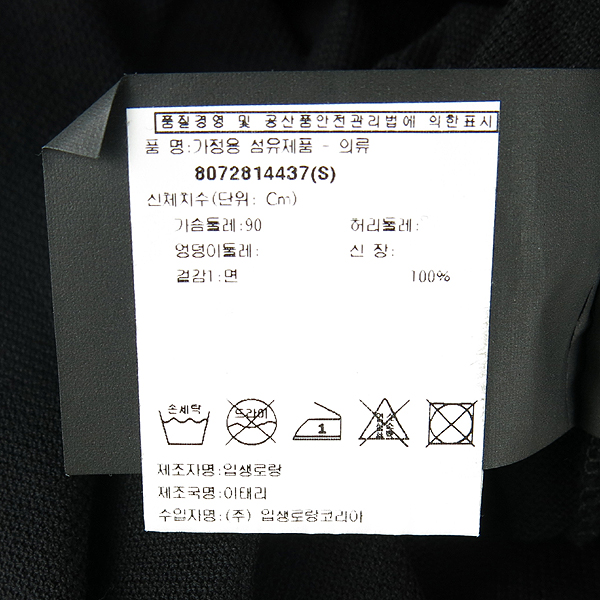 품질경영 및 공산품안전관리법에 의한표시
품 명:가정용 섬유제품 - 의류
8072814437(S)
신체치수(단위: Cm)
가슴둘레:90 허리둘레:
엉덩이둘레: 신 장:
겉감1:면 100%
손세탁 드라이 1
제조자명:입생로랑
제조국명:이태리
수입자명:(주) 입생로랑코리아